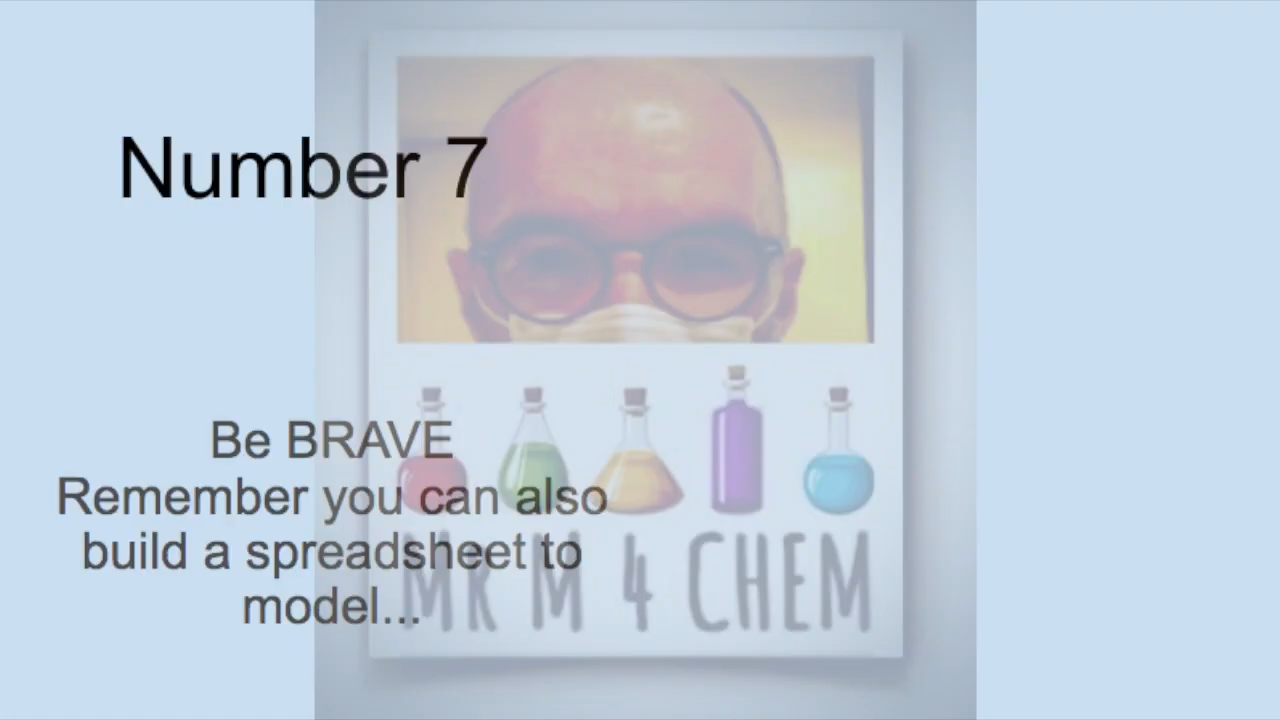 Number 7
Be BRAVE
Remember you can also
build a spreadsheet to
model...
MR M 4 CHEM